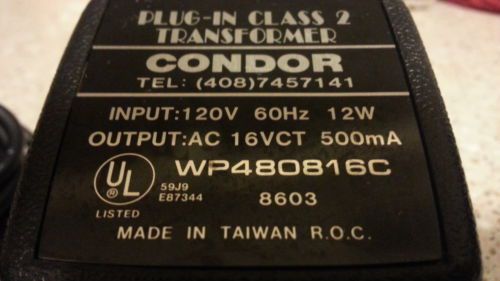 PLUG-IN CLASS 2
TRANSFORMER
CONDOR
TEL: (408)7457141
INPUT:120V 60Hz 12W
OUTPUT:AC 16VCT 500mA
UL ® WP480816C
59J9
E87344 8603
LISTED
MADE IN TAIWAN R.O.C.